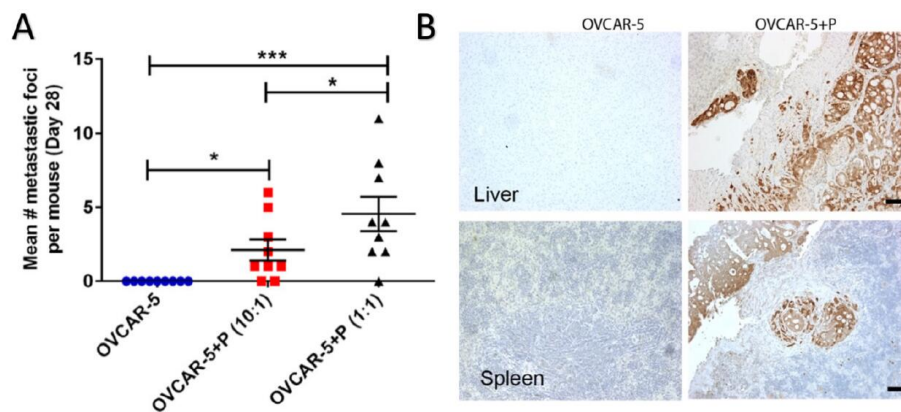 A
Mean # metastastic foci
per mouse (Day 28)
15
10
5
0
***
*
*
OVCAR-5
OVCAR-5+P (10:1)
OVCAR-5+P (1:1)
B
OVCAR-5
OVCAR-5+P
Liver
Spleen